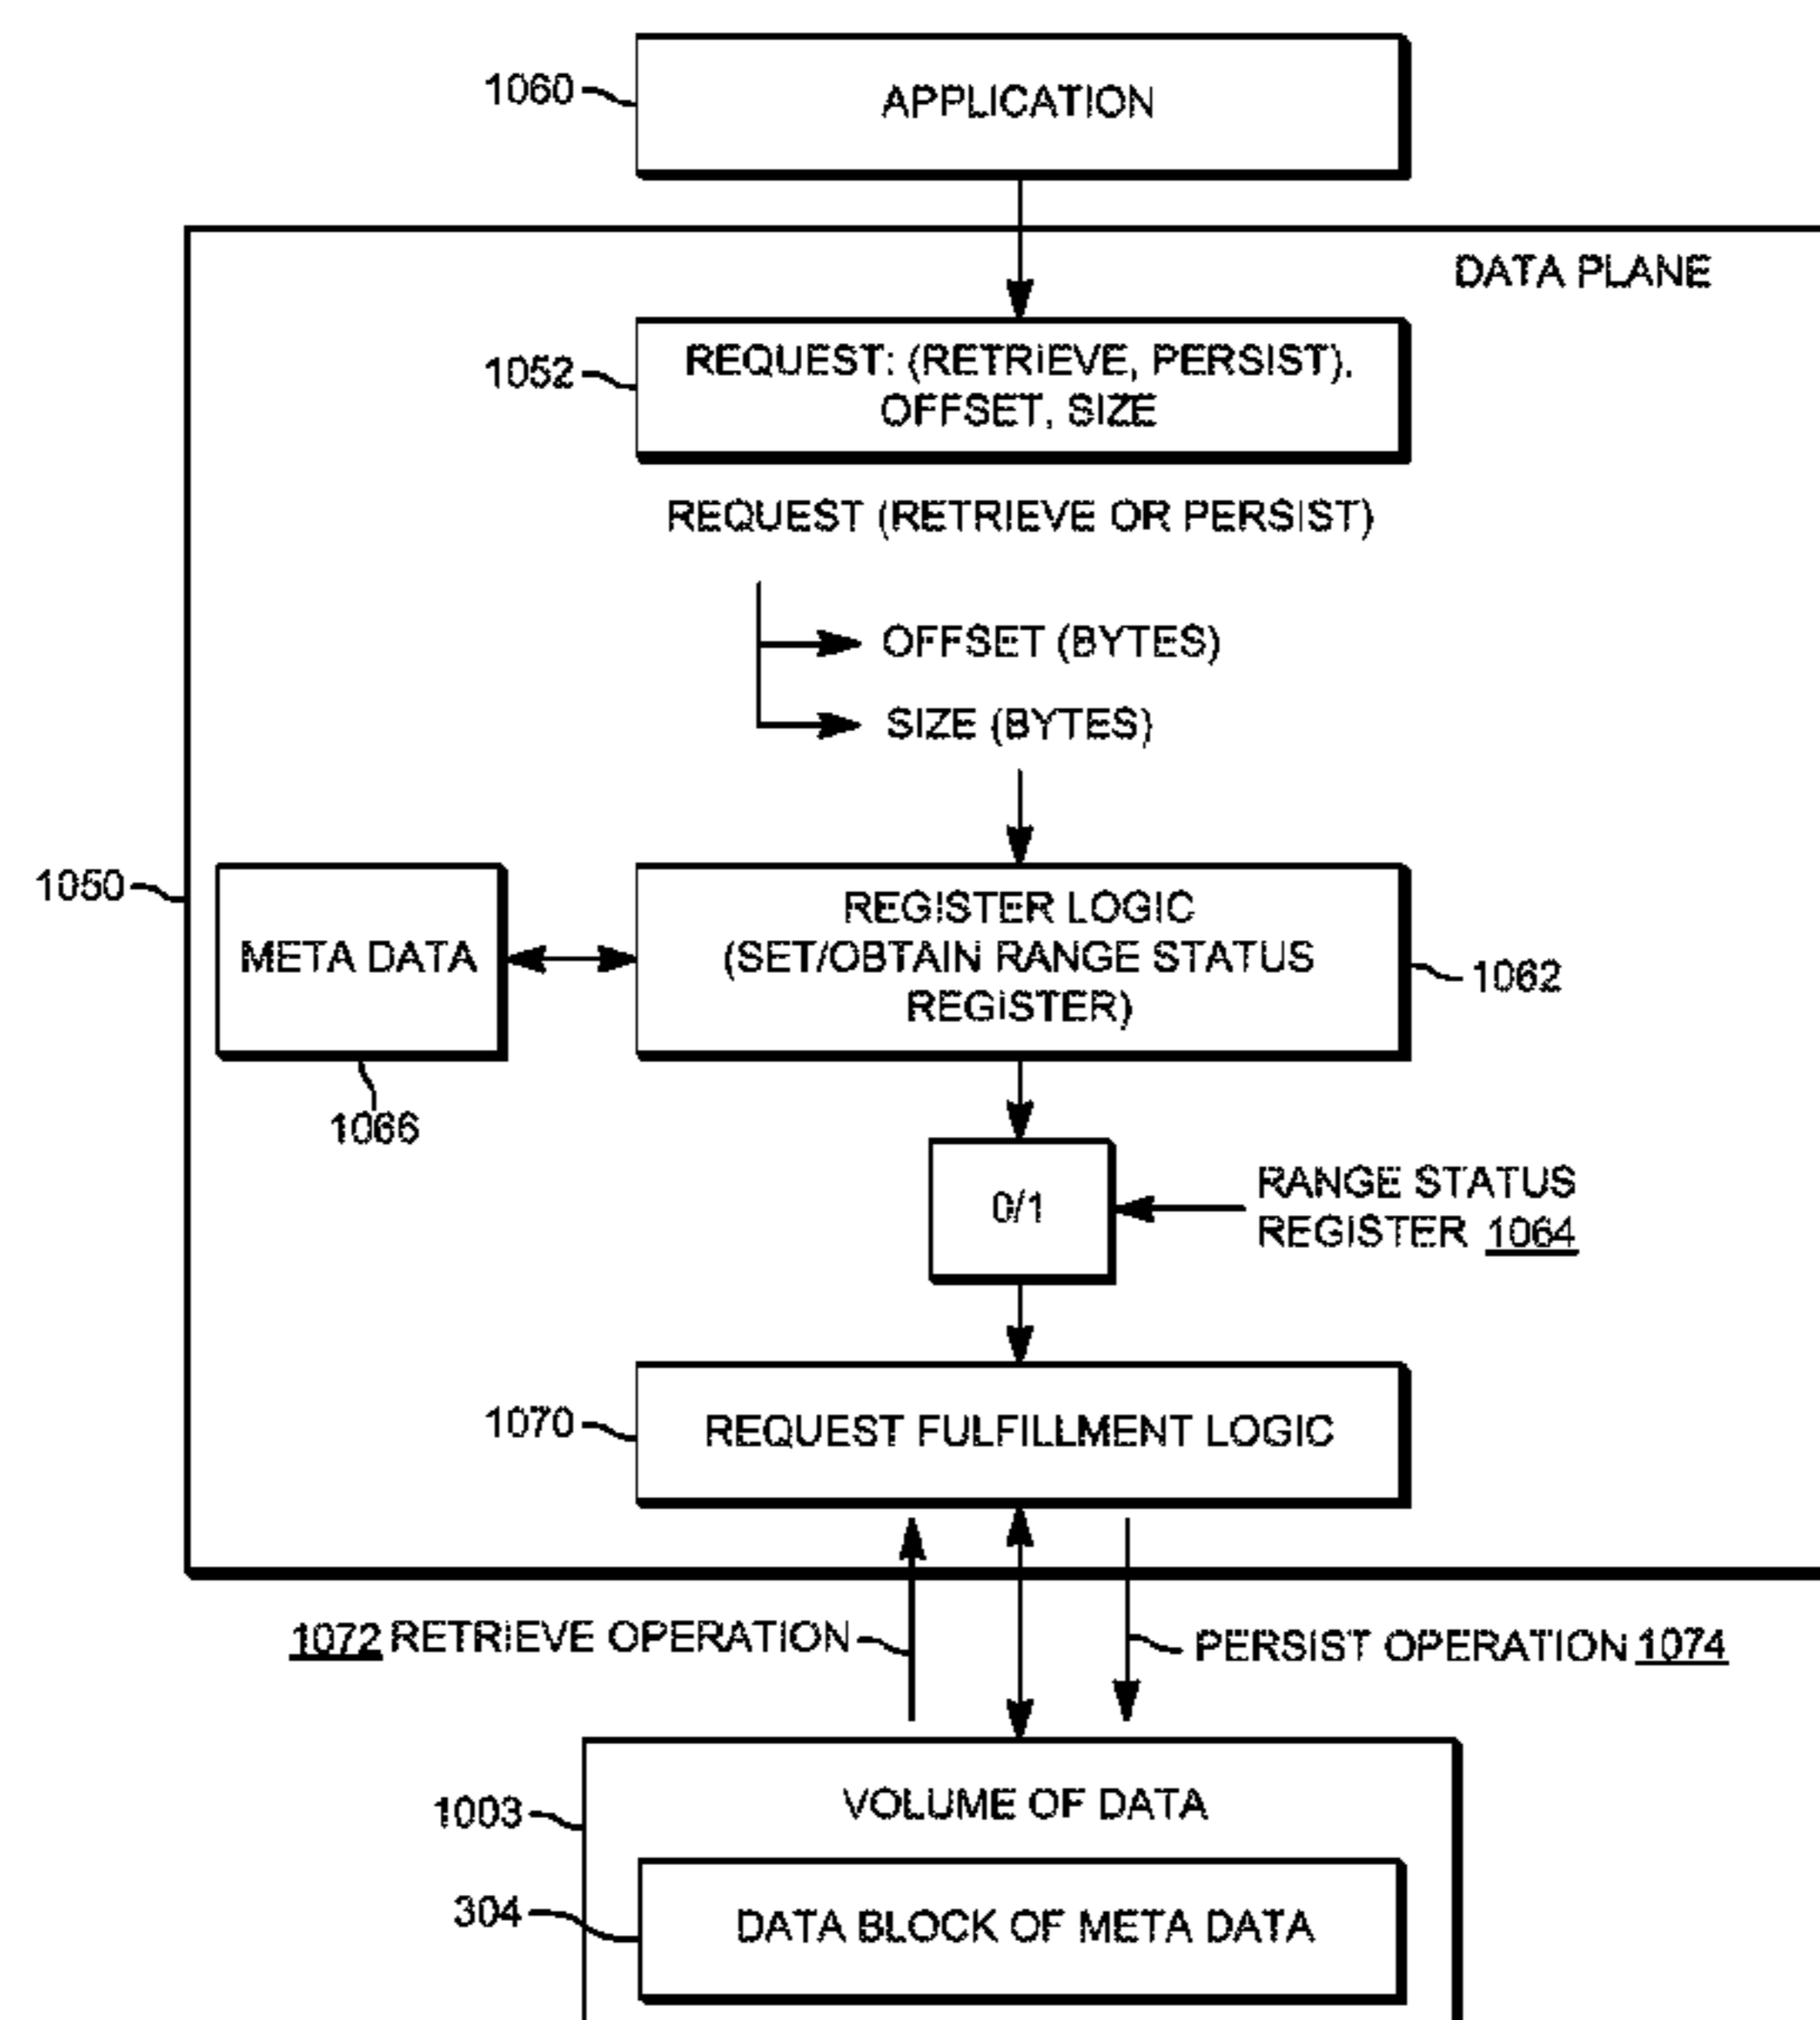 1060
APPLICATION
DATA PLANE
1052
REQUEST: (RETRIEVE, PERSIST),
OFFSET, SIZE
REQUEST (RETRIEVE OR PERSIST)
OFFSET (BYTES)
SIZE (BYTES)
1050
META DATA
1066
REGISTER LOGIC
(SET/OBTAIN RANGE STATUS
REGISTER)
1062
0/1
RANGE STATUS
REGISTER 1064
1070
REQUEST FULFILLMENT LOGIC
1072 RETRIEVE OPERATION
PERSIST OPERATION 1074
1003
VOLUME OF DATA
304
DATA BLOCK OF META DATA